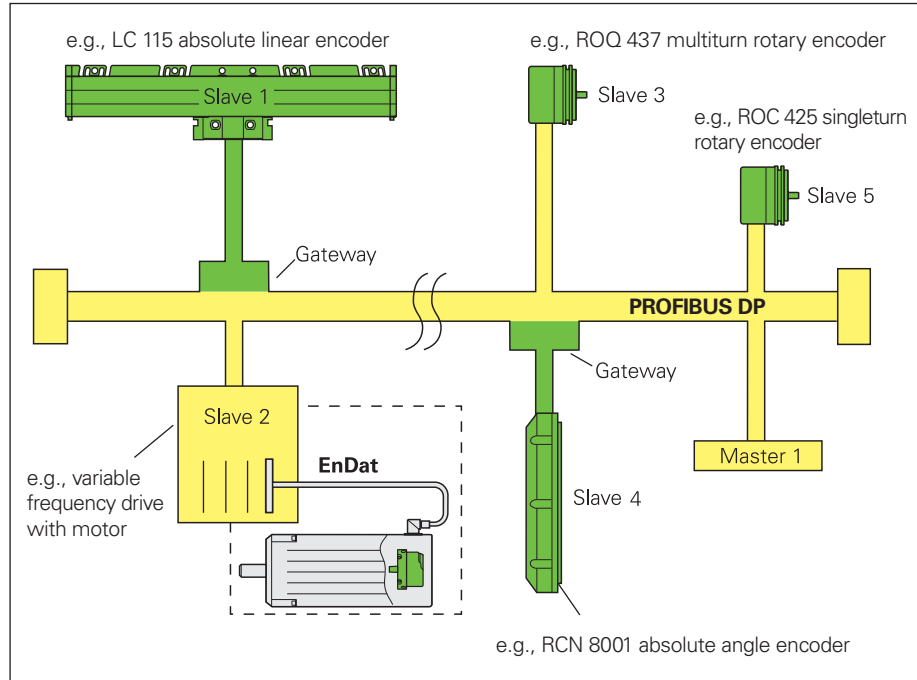 e.g., LC 115 absolute linear encoder
Slave 1
e.g., ROQ 437 multiturn rotary encoder
Slave 3
e.g., ROC 425 singleturn
rotary encoder
Slave 5
Gateway
PROFIBUS DP
Gateway
Slave 2
EnDat
e.g., variable
frequency drive
with motor
Master 1
Slave 4
e.g., RCN 8001 absolute angle encoder